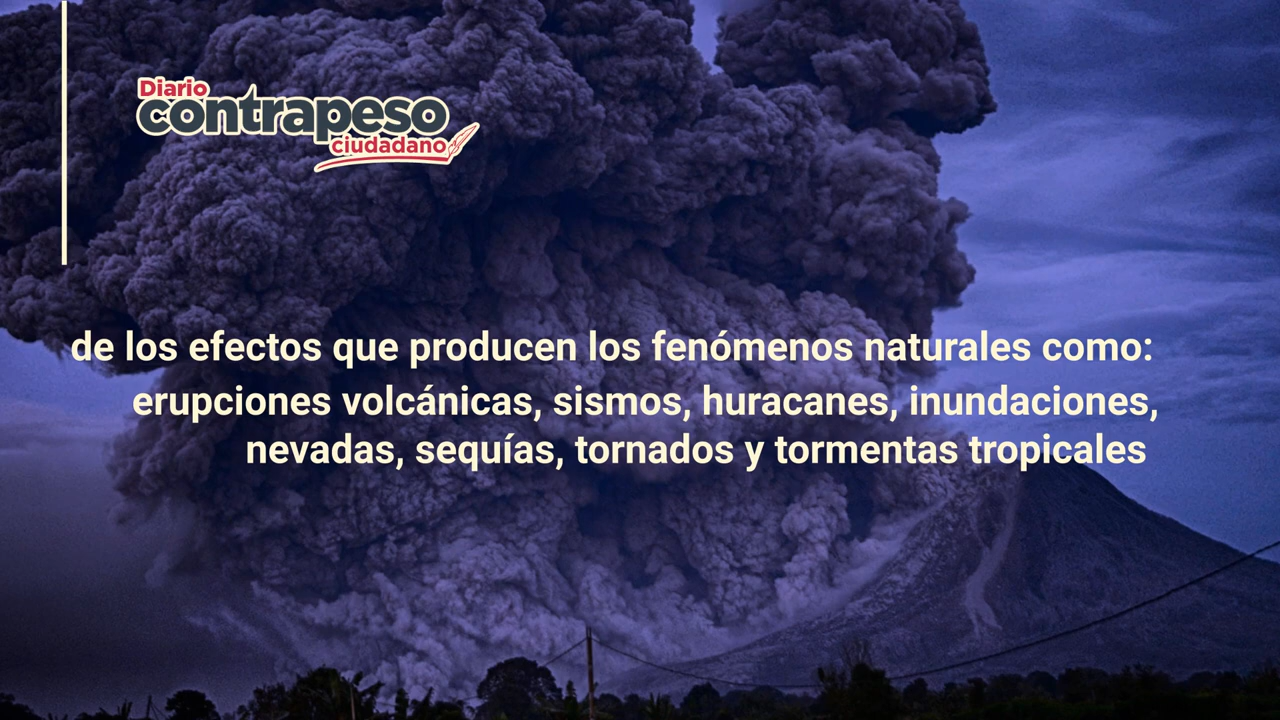 Diario
contrapeso
ciudadano
de los efectos que producen los fenómenos naturales como:
erupciones volcánicas, sismos, huracanes, inundaciones,
nevadas, sequías, tornados y tormentas tropicales